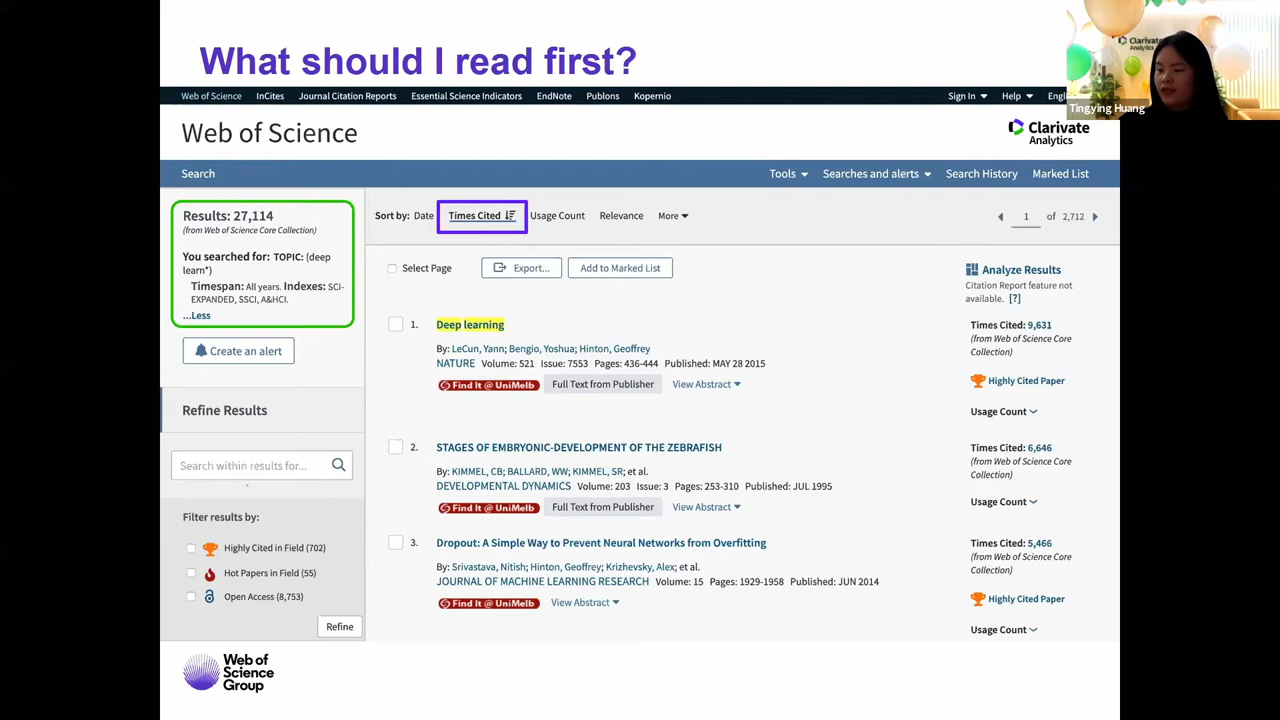 What should I read first?
Clarivate
Analytics
Tingying Huang
Web of Science InCites Journal Citation Reports Essential Science Indicators EndNote Publons Kopernio Sign In Help
Web of Science
Clarivate
Analytics
Search Tools Searches and alerts Search History Marked List
Results: 27,114
(from Web of Science Core Collection)
You searched for: TOPIC: (deep
learn*)
Timespan: All years. Indexes: SCI-
EXPANDED, SSCI, A&HCI.
...Less
Create an alert
Refine Results
Search within results for...
Filter results by:
Highly Cited in Field (702)
Hot Papers in Field (55)
Open Access (8,753)
Refine
Sort by: Date Times Cited Usage Count Relevance More
1 of 2,712
Select Page Export... Add to Marked List
Analyze Results
Citation Report feature not
available. [?]
1. Deep learning
By: LeCun, Yann; Bengio, Yoshua; Hinton, Geoffrey
NATURE Volume: 521 Issue: 7553 Pages: 436-444 Published: MAY 28 2015
Find It @ UniMelb Full Text from Publisher View Abstract
Times Cited: 9,631
(from Web of Science Core
Collection)
Highly Cited Paper
Usage Count
2. STAGES OF EMBRYONIC-DEVELOPMENT OF THE ZEBRAFISH
By: KIMMEL, CB; BALLARD, WW; KIMMEL, SR; et al.
DEVELOPMENTAL DYNAMICS Volume: 203 Issue: 3 Pages: 253-310 Published: JUL 1995
Find It @ UniMelb Full Text from Publisher View Abstract
Times Cited: 6,646
(from Web of Science Core
Collection)
Usage Count
3. Dropout: A Simple Way to Prevent Neural Networks from Overfitting
By: Srivastava, Nitish; Hinton, Geoffrey; Krizhevsky, Alex; et al.
JOURNAL OF MACHINE LEARNING RESEARCH Volume: 15 Pages: 1929-1958 Published: JUN 2014
Find It @ UniMelb View Abstract
Times Cited: 5,466
(from Web of Science Core
Collection)
Highly Cited Paper
Usage Count
Web of
Science
Group